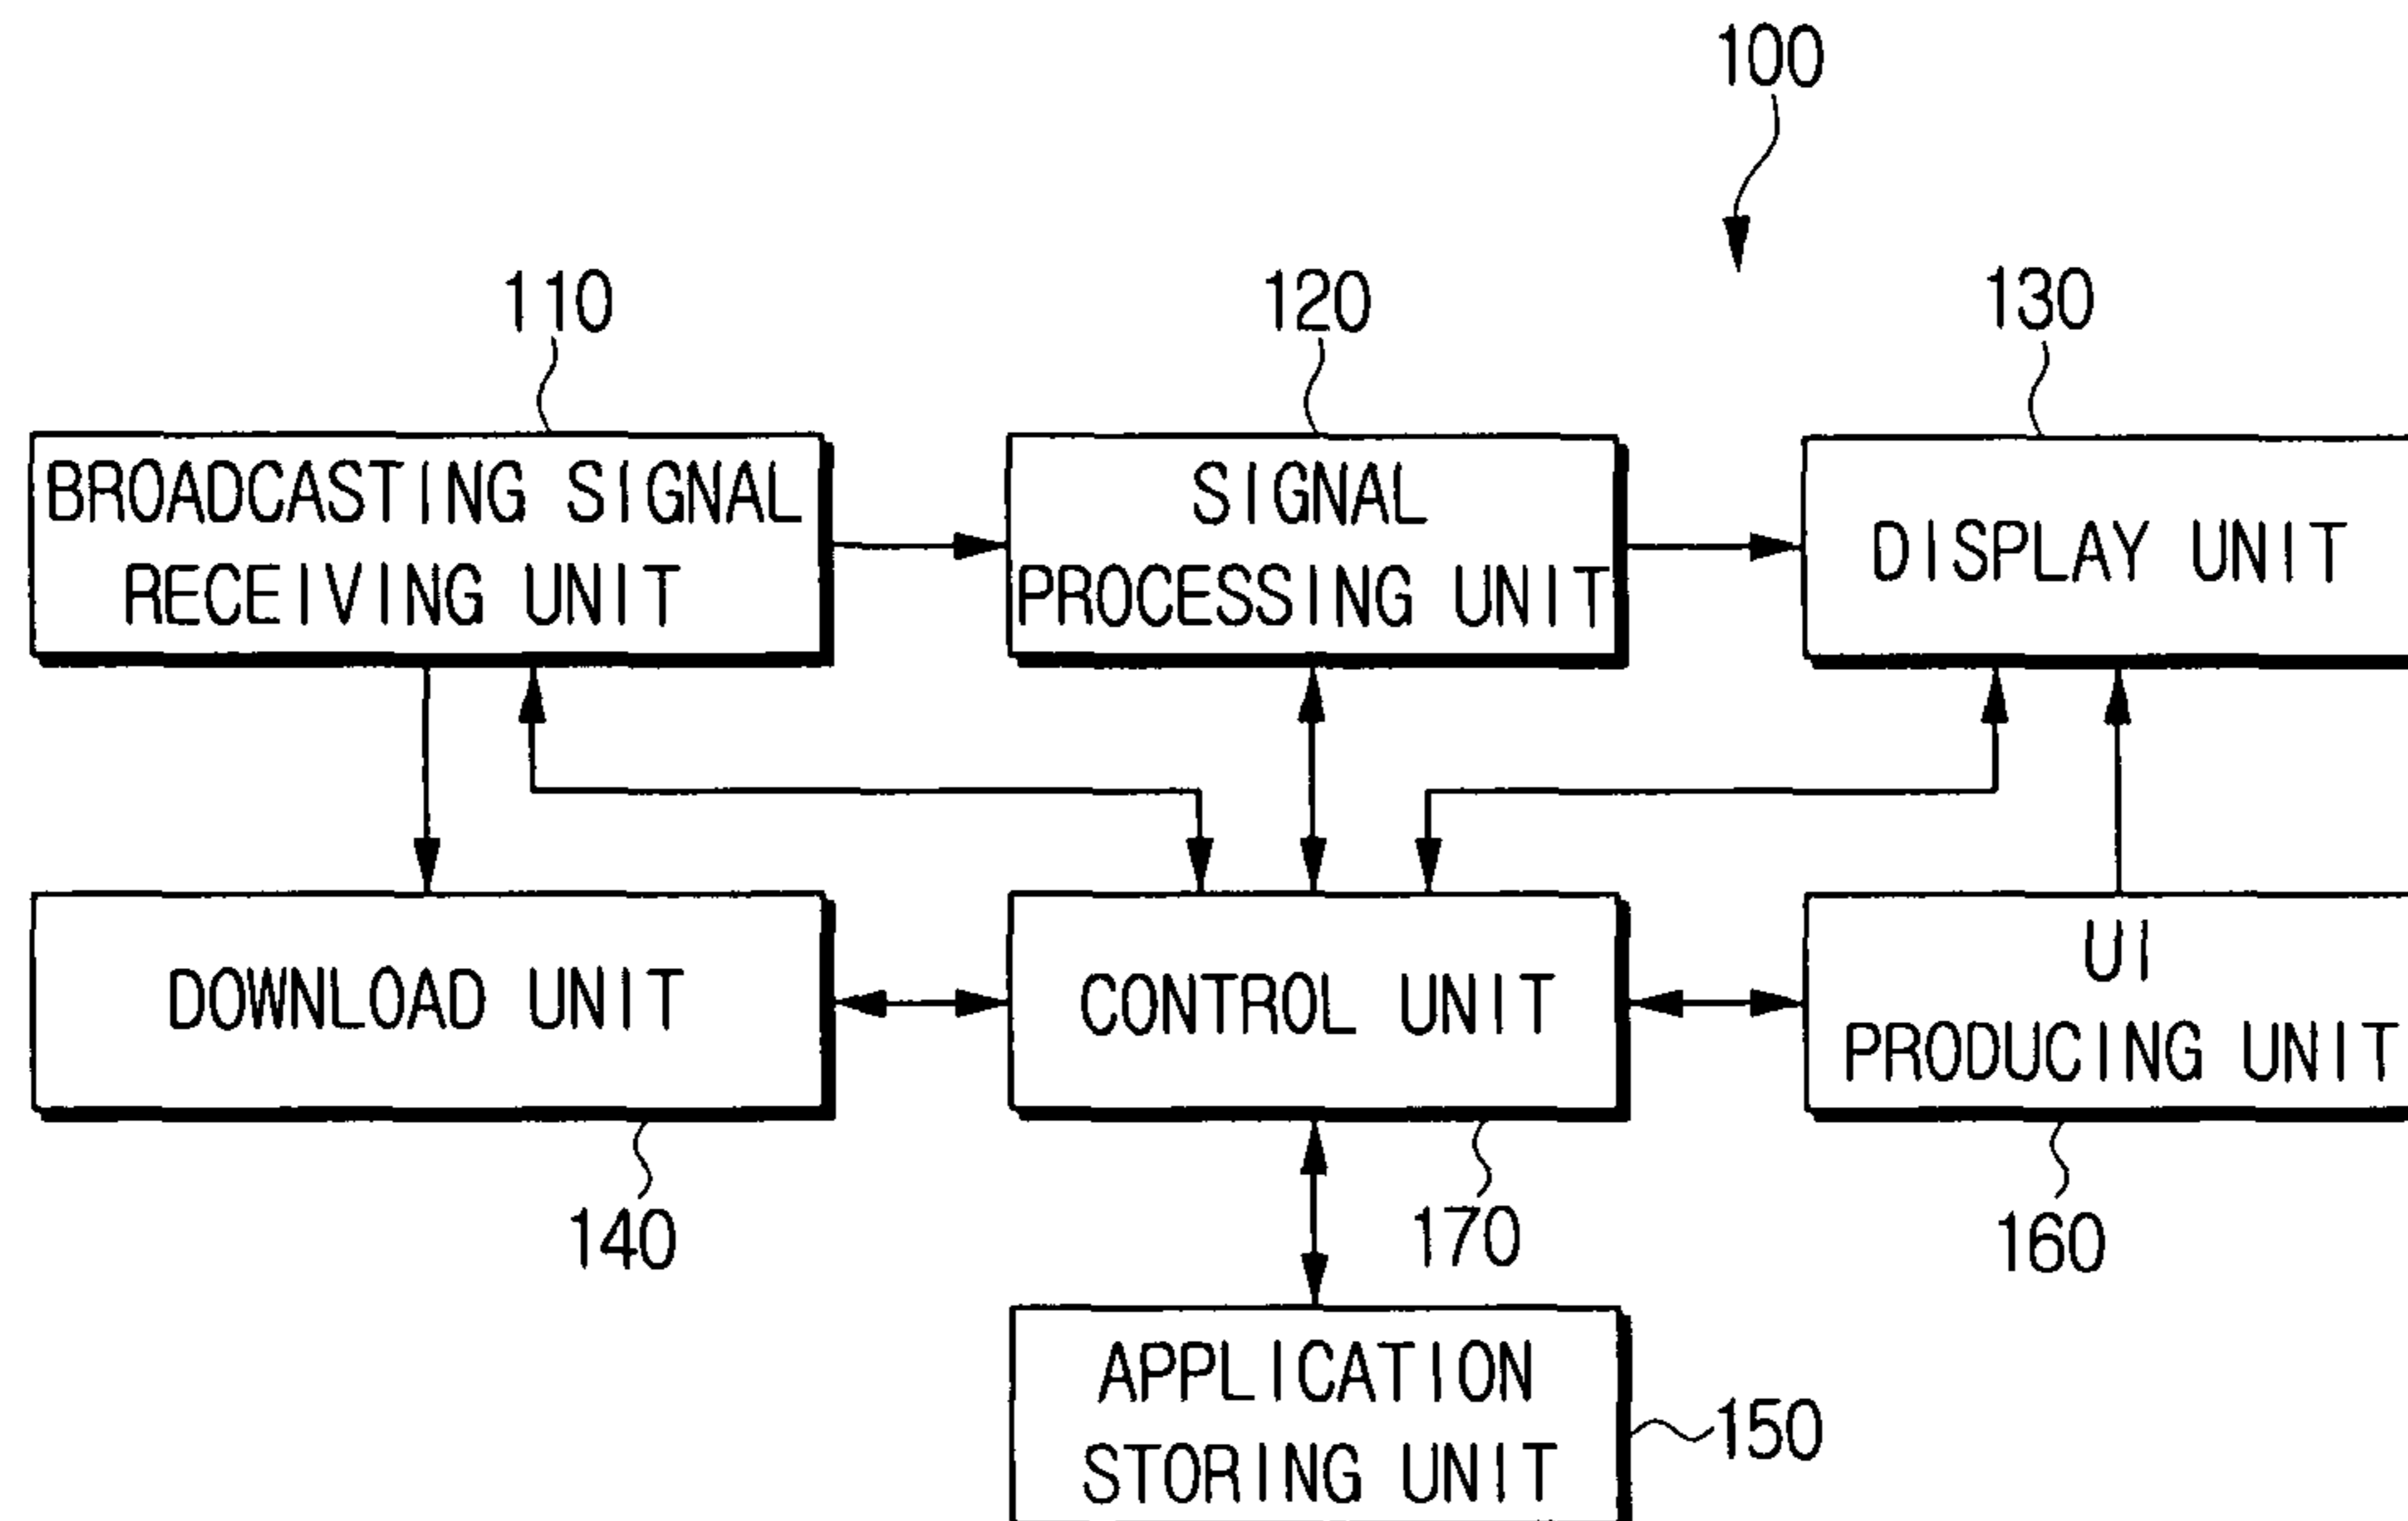 100
110
120
130
BROADCASTING SIGNAL
RECEIVING UNIT
SIGNAL
PROCESSING UNIT
DISPLAY UNIT
DOWNLOAD UNIT
CONTROL UNIT
UI
PRODUCING UNIT
140
170
160
APPLICATION
STORING UNIT
150